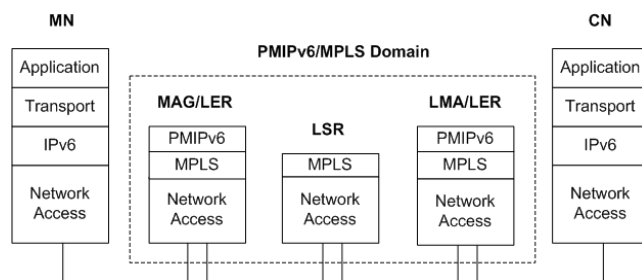 MN
Application
Transport
IPv6
Network
Access
PMIPv6/MPLS Domain
MAG/LER
PMIPv6
MPLS
Network
Access
LSR
MPLS
Network
Access
LMA/LER
PMIPv6
MPLS
Network
Access
CN
Application
Transport
IPv6
Network
Access